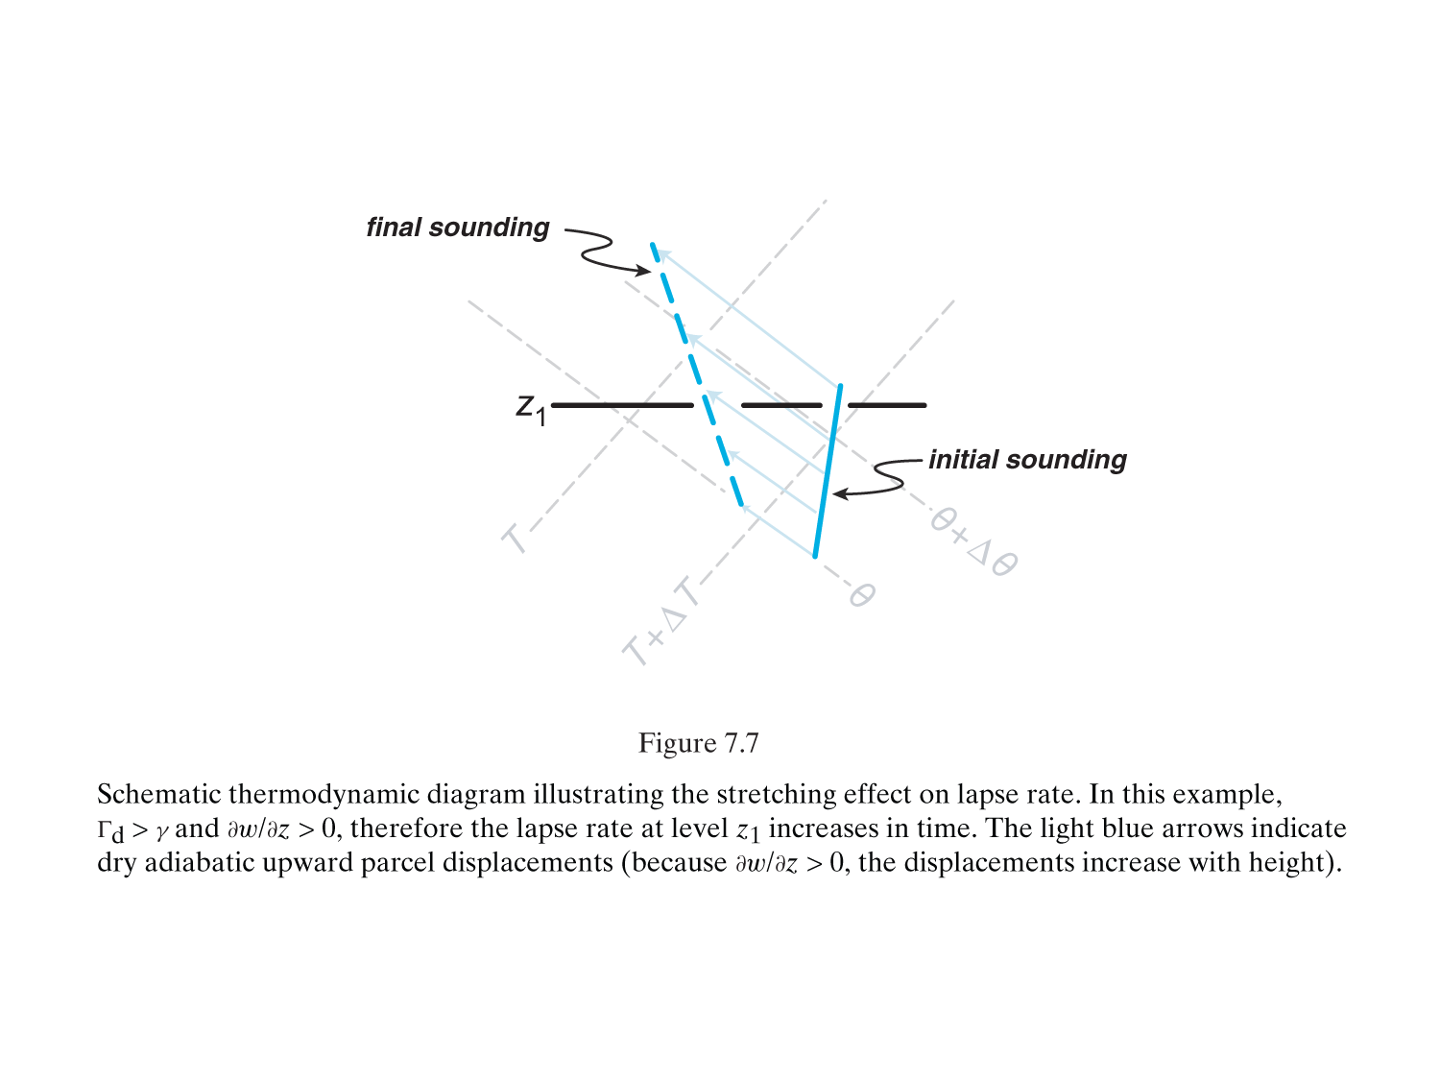 final sounding
z1
initial sounding
T
T+ΔT
θ
θ+Δθ
Figure 7.7
Schematic thermodynamic diagram illustrating the stretching effect on lapse rate. In this example,
Γd > γ and ∂w/∂z > 0, therefore the lapse rate at level z1 increases in time. The light blue arrows indicate
dry adiabatic upward parcel displacements (because ∂w/∂z > 0, the displacements increase with height).